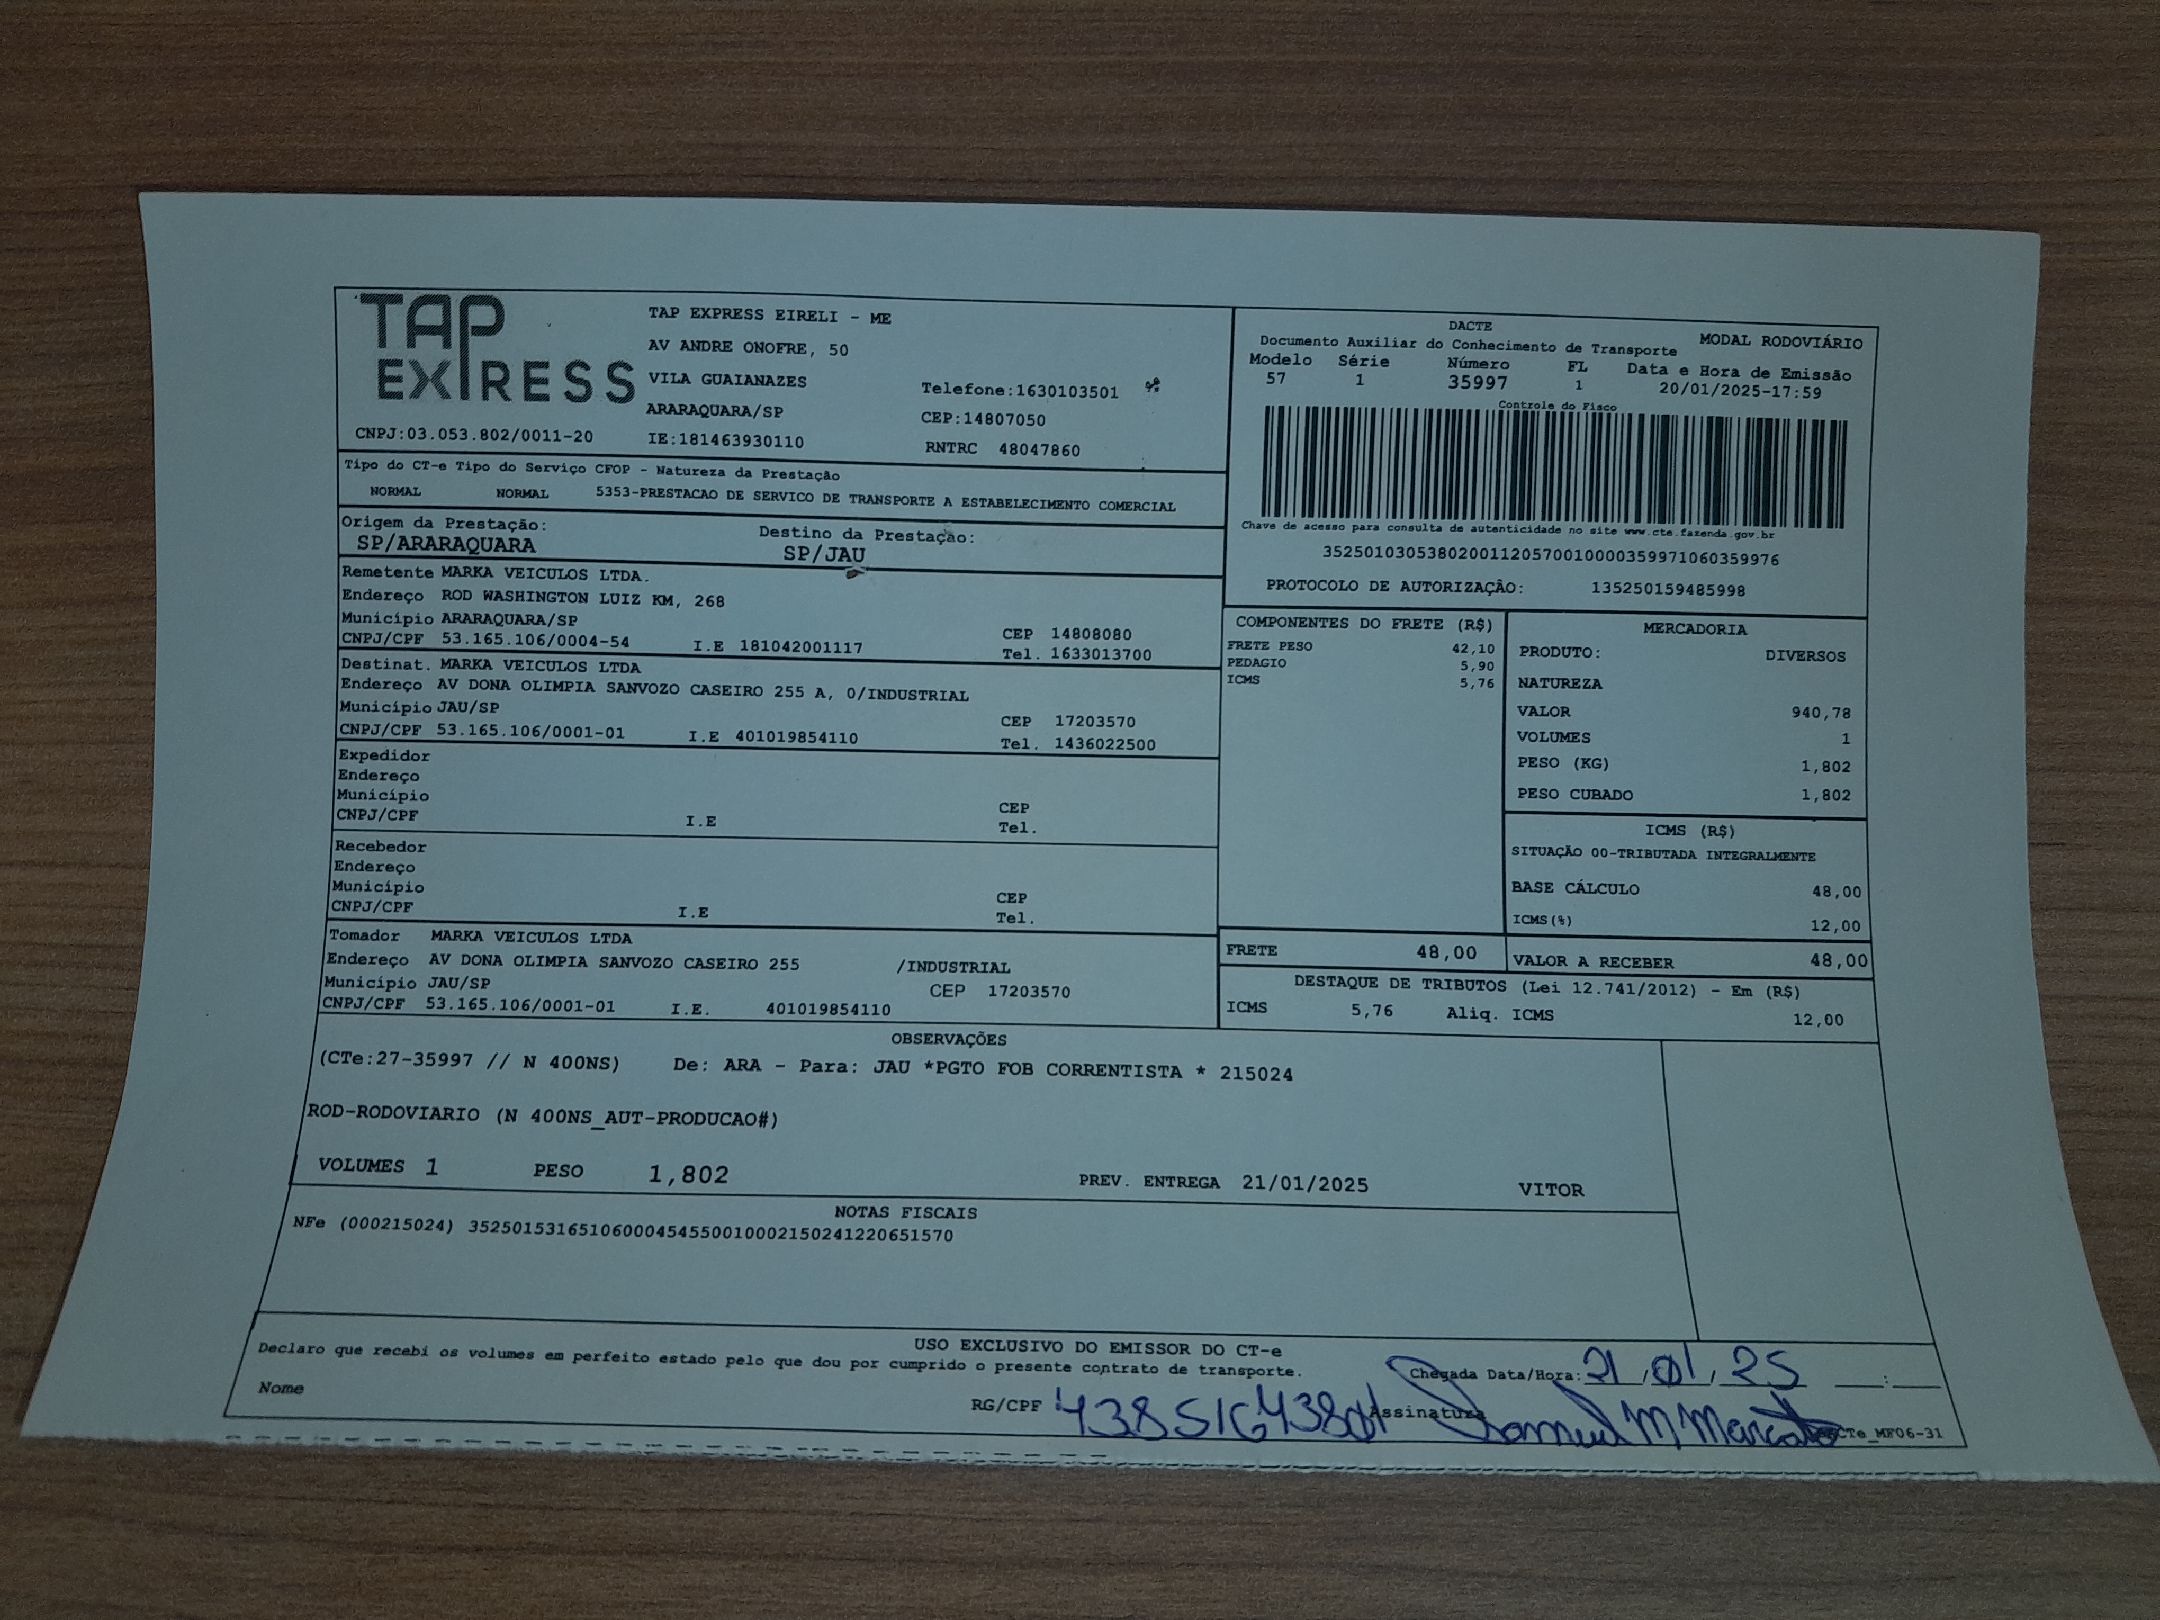 TAP EXPRESS
TAP EXPRESS EIRELI - ME
AV ANDRE ONOFRE, 50
VILA GUAIANAZES
Telefone:1630103501
ARARAQUARA/SP
CEP:14807050
CNPJ:03.053.802/0011-20
IE:181463930110
RNTRC 48047860
DACTE
Documento Auxiliar do Conhecimento de Transporte
MODAL RODOVIÁRIO
Modelo Série Número FL Data e Hora de Emissão
57 1 35997 1 20/01/2025-17:59
Controle do Fisco
Chave de acesso para consulta de autenticidade no site www.cte.fazenda.gov.br
35250103053802001120570010000359971060359976
PROTOCOLO DE AUTORIZAÇÃO: 135250159485998
Tipo do CT-e Tipo do Serviço CFOP - Natureza da Prestação
NORMAL NORMAL 5353-PRESTACAO DE SERVICO DE TRANSPORTE A ESTABELECIMENTO COMERCIAL
Origem da Prestação: Destino da Prestaçao:
SP/ARARAQUARA SP/JAU
Remetente MARKA VEICULOS LTDA.
Endereço ROD WASHINGTON LUIZ KM, 268
Município ARARAQUARA/SP CEP 14808080
CNPJ/CPF 53.165.106/0004-54 I.E 181042001117 Tel. 1633013700
Destinat. MARKA VEICULOS LTDA
Endereço AV DONA OLIMPIA SANVOZO CASEIRO 255 A, 0/INDUSTRIAL
Município JAU/SP CEP 17203570
CNPJ/CPF 53.165.106/0001-01 I.E 401019854110 Tel. 1436022500
Expedidor
Endereço
Município CEP
CNPJ/CPF I.E Tel.
Recebedor
Endereço
Município CEP
CNPJ/CPF I.E Tel.
Tomador MARKA VEICULOS LTDA
Endereço AV DONA OLIMPIA SANVOZO CASEIRO 255 /INDUSTRIAL
Município JAU/SP CEP 17203570
CNPJ/CPF 53.165.106/0001-01 I.E. 401019854110
COMPONENTES DO FRETE (R$)
FRETE PESO 42,10
PEDAGIO 5,90
ICMS 5,76
MERCADORIA
PRODUTO: DIVERSOS
NATUREZA
VALOR 940,78
VOLUMES 1
PESO (KG) 1,802
PESO CUBADO 1,802
ICMS (R$)
SITUAÇÃO 00-TRIBUTADA INTEGRALMENTE
BASE CÁLCULO 48,00
ICMS(%) 12,00
FRETE 48,00 VALOR A RECEBER 48,00
DESTAQUE DE TRIBUTOS (Lei 12.741/2012) - Em (R$)
ICMS 5,76 Aliq. ICMS 12,00
OBSERVAÇÕES
(CTe:27-35997 // N 400NS) De: ARA - Para: JAU *PGTO FOB CORRENTISTA * 215024
ROD-RODOVIARIO (N 400NS_AUT-PRODUCAO#)
VOLUMES 1 PESO 1,802 PREV. ENTREGA 21/01/2025 VITOR
NOTAS FISCAIS
NFe (000215024) 35250153165106000454550010002150241220651570
USO EXCLUSIVO DO EMISSOR DO CT-e
Declaro que recebi os volumes em perfeito estado pelo que dou por cumprido o presente contrato de transporte.
Chegada Data/Hora: 21/01/25 __:__
Nome RG/CPF Assinatura CTe_MF06-31